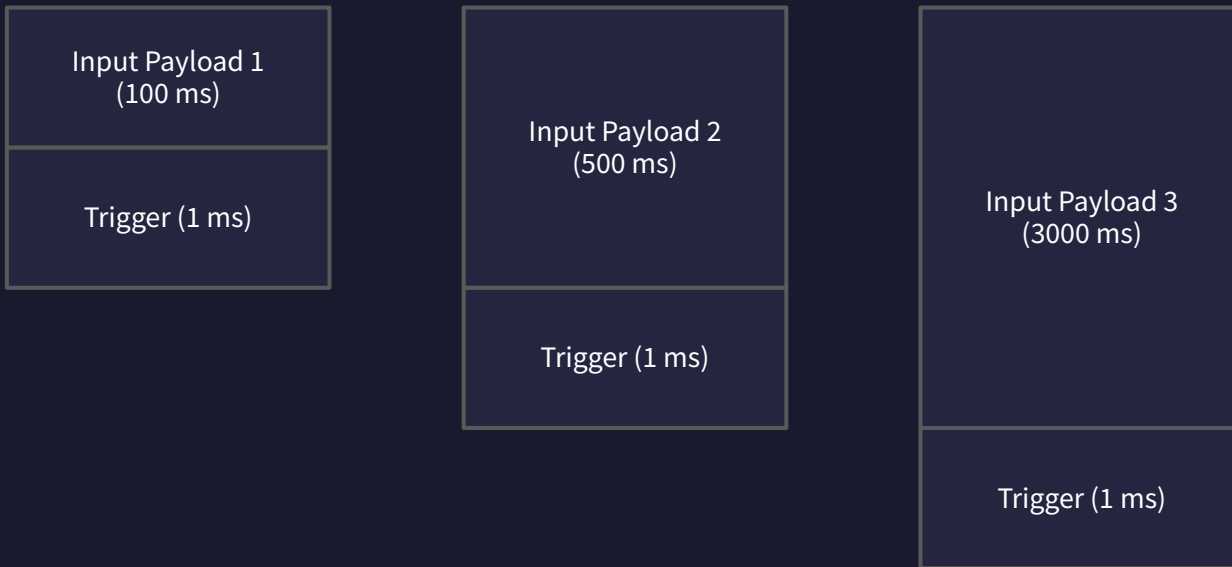 Input Payload 1
(100 ms)
Trigger (1 ms)
Input Payload 2
(500 ms)
Trigger (1 ms)
Input Payload 3
(3000 ms)
Trigger (1 ms)